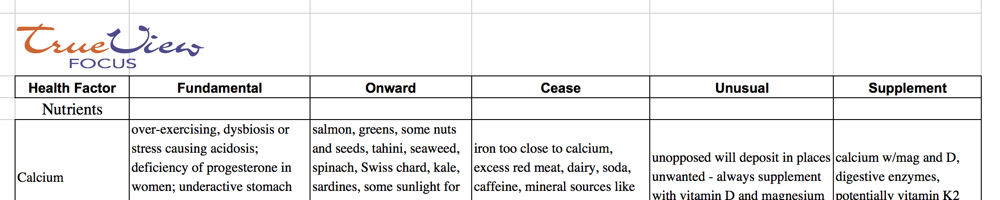 TrueView
FOCUS
Health Factor Fundamental Onward Cease Unusual Supplement
Nutrients
Calcium
over-exercising, dysbiosis or
stress causing acidosis;
deficiency of progesterone in
women; underactive stomach
salmon, greens, some nuts
and seeds, tahini, seaweed,
spinach, Swiss chard, kale,
sardines, some sunlight for
iron too close to calcium,
excess red meat, dairy, soda,
caffeine, mineral sources like
unopposed will deposit in places
unwanted - always supplement
with vitamin D and magnesium
calcium w/mag and D,
digestive enzymes,
potentially vitamin K2